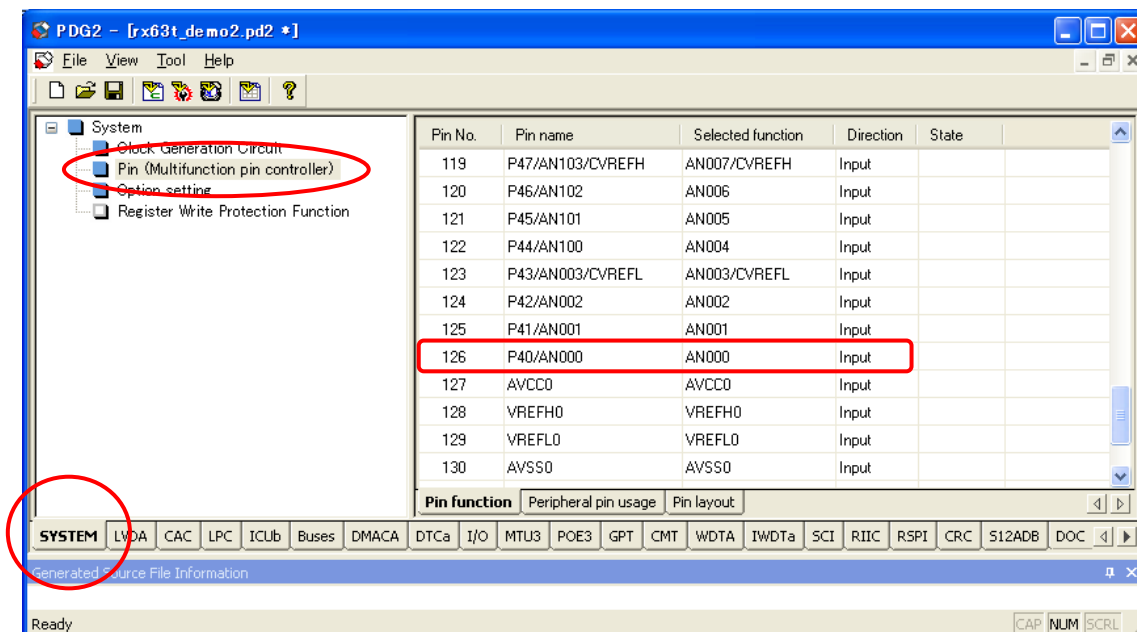 PDG2 - [rx63t_demo2.pd2 *]
File View Tool Help
System
Clock Generation Circuit
Pin (Multifunction pin controller)
Option setting
Register Write Protection Function
Pin No. Pin name Selected function Direction State
119 P47/AN103/CVREFH AN007/CVREFH Input
120 P46/AN102 AN006 Input
121 P45/AN101 AN005 Input
122 P44/AN100 AN004 Input
123 P43/AN003/CVREFL AN003/CVREFL Input
124 P42/AN002 AN002 Input
125 P41/AN001 AN001 Input
126 P40/AN000 AN000 Input
127 AVCC0 AVCC0 Input
128 VREFH0 VREFH0 Input
129 VREFL0 VREFL0 Input
130 AVSS0 AVSS0 Input
Pin function Peripheral pin usage Pin layout
SYSTEM LVDA CAC LPC ICUb Buses DMACA DTCa I/O MTU3 POE3 GPT CMT WDTA IWDTa SCI RIIC RSPI CRC S12ADB DOC
Generated Source File Information
Ready CAP NUM SCRL